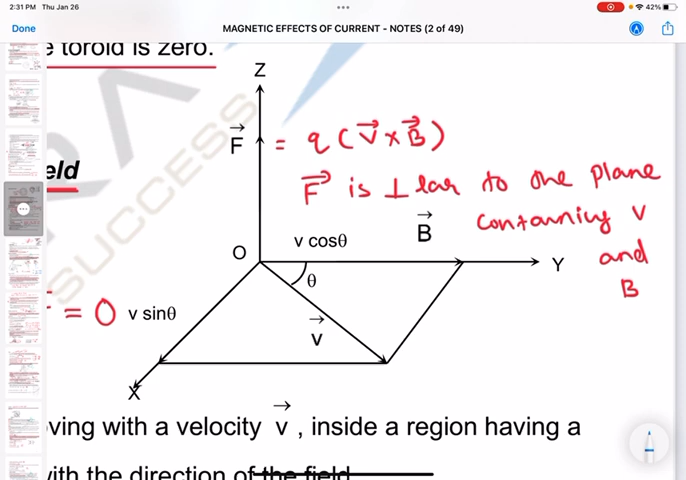 2:31 PM Thu Jan 26
42%
Done
MAGNETIC EFFECTS OF CURRENT - NOTES (2 of 49)
e toroid is zero.
Z
F = q (V x B)
eld
F is ⊥ lar to the plane
containing v
and
B
B
O
v cosθ
θ
Y
= 0
v sinθ
v
X
SUCCESS
ving with a velocity v , inside a region having a
with the direction of the field